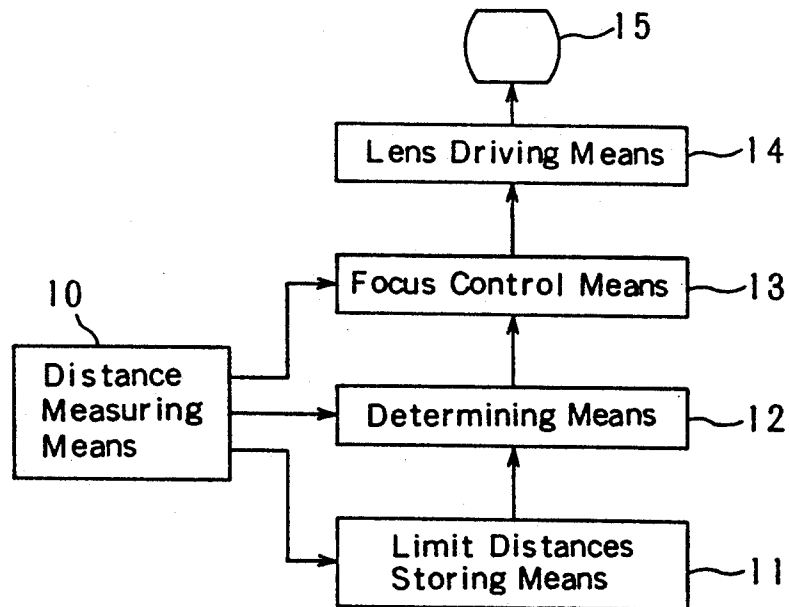 15
Lens Driving Means
14
Focus Control Means
13
10
Distance
Measuring
Means
Determining Means
12
Limit Distances
Storing Means
11